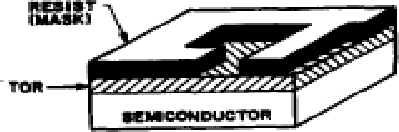 RESIST
(MASK)
TOR
SEMICONDUCTOR